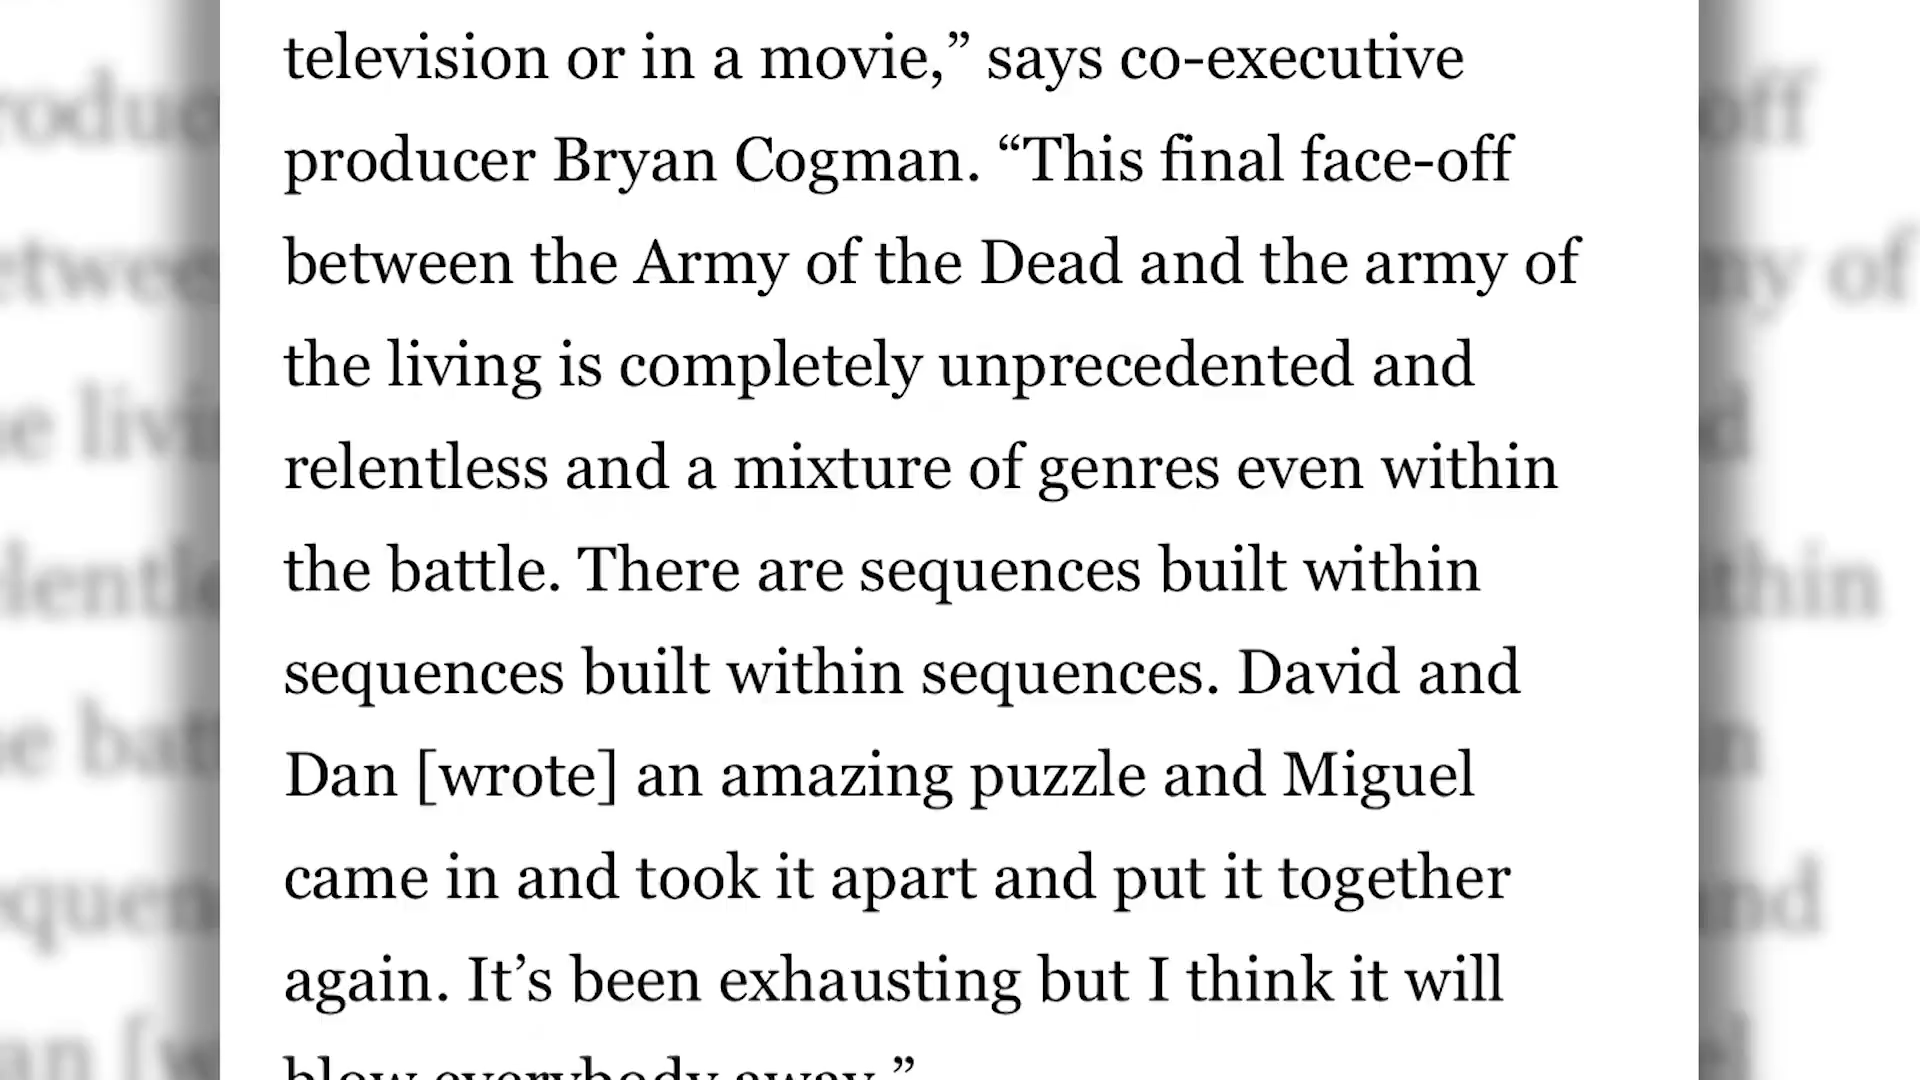 television or in a movie,” says co-executive
producer Bryan Cogman. “This final face-off
between the Army of the Dead and the army of
the living is completely unprecedented and
relentless and a mixture of genres even within
the battle. There are sequences built within
sequences built within sequences. David and
Dan [wrote] an amazing puzzle and Miguel
came in and took it apart and put it together
again. It’s been exhausting but I think it will
blow everybody away.”